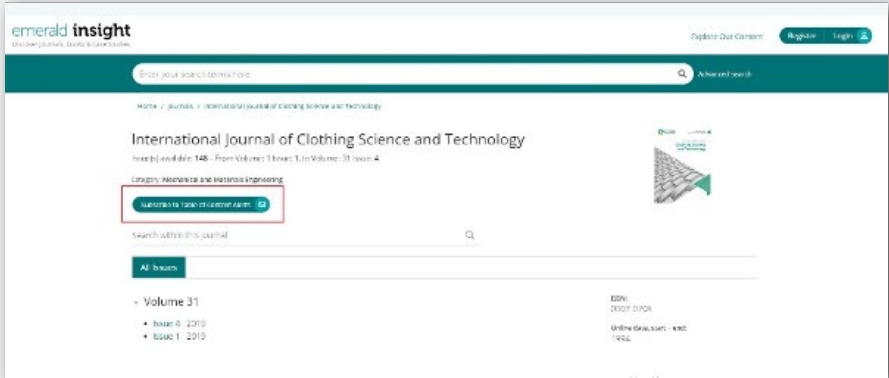 emerald insight
Discover Journals, Books & Case Studies
Explore Our Content
Register
Login
Enter your search terms here
Advanced search
Home / Journals / International Journal of Clothing Science and Technology
International Journal of Clothing Science and Technology
Issue(s) available: 148 – From Volume: 1 Issue: 1, to Volume: 31 Issue: 4
Category: Mechanical and Materials Engineering
Subscribe to Table of Content Alerts
Search within this journal
All Issues
Volume 31
Issue 4 2019
Issue 1 2019
ISSN:
Online date, start – end:
1994